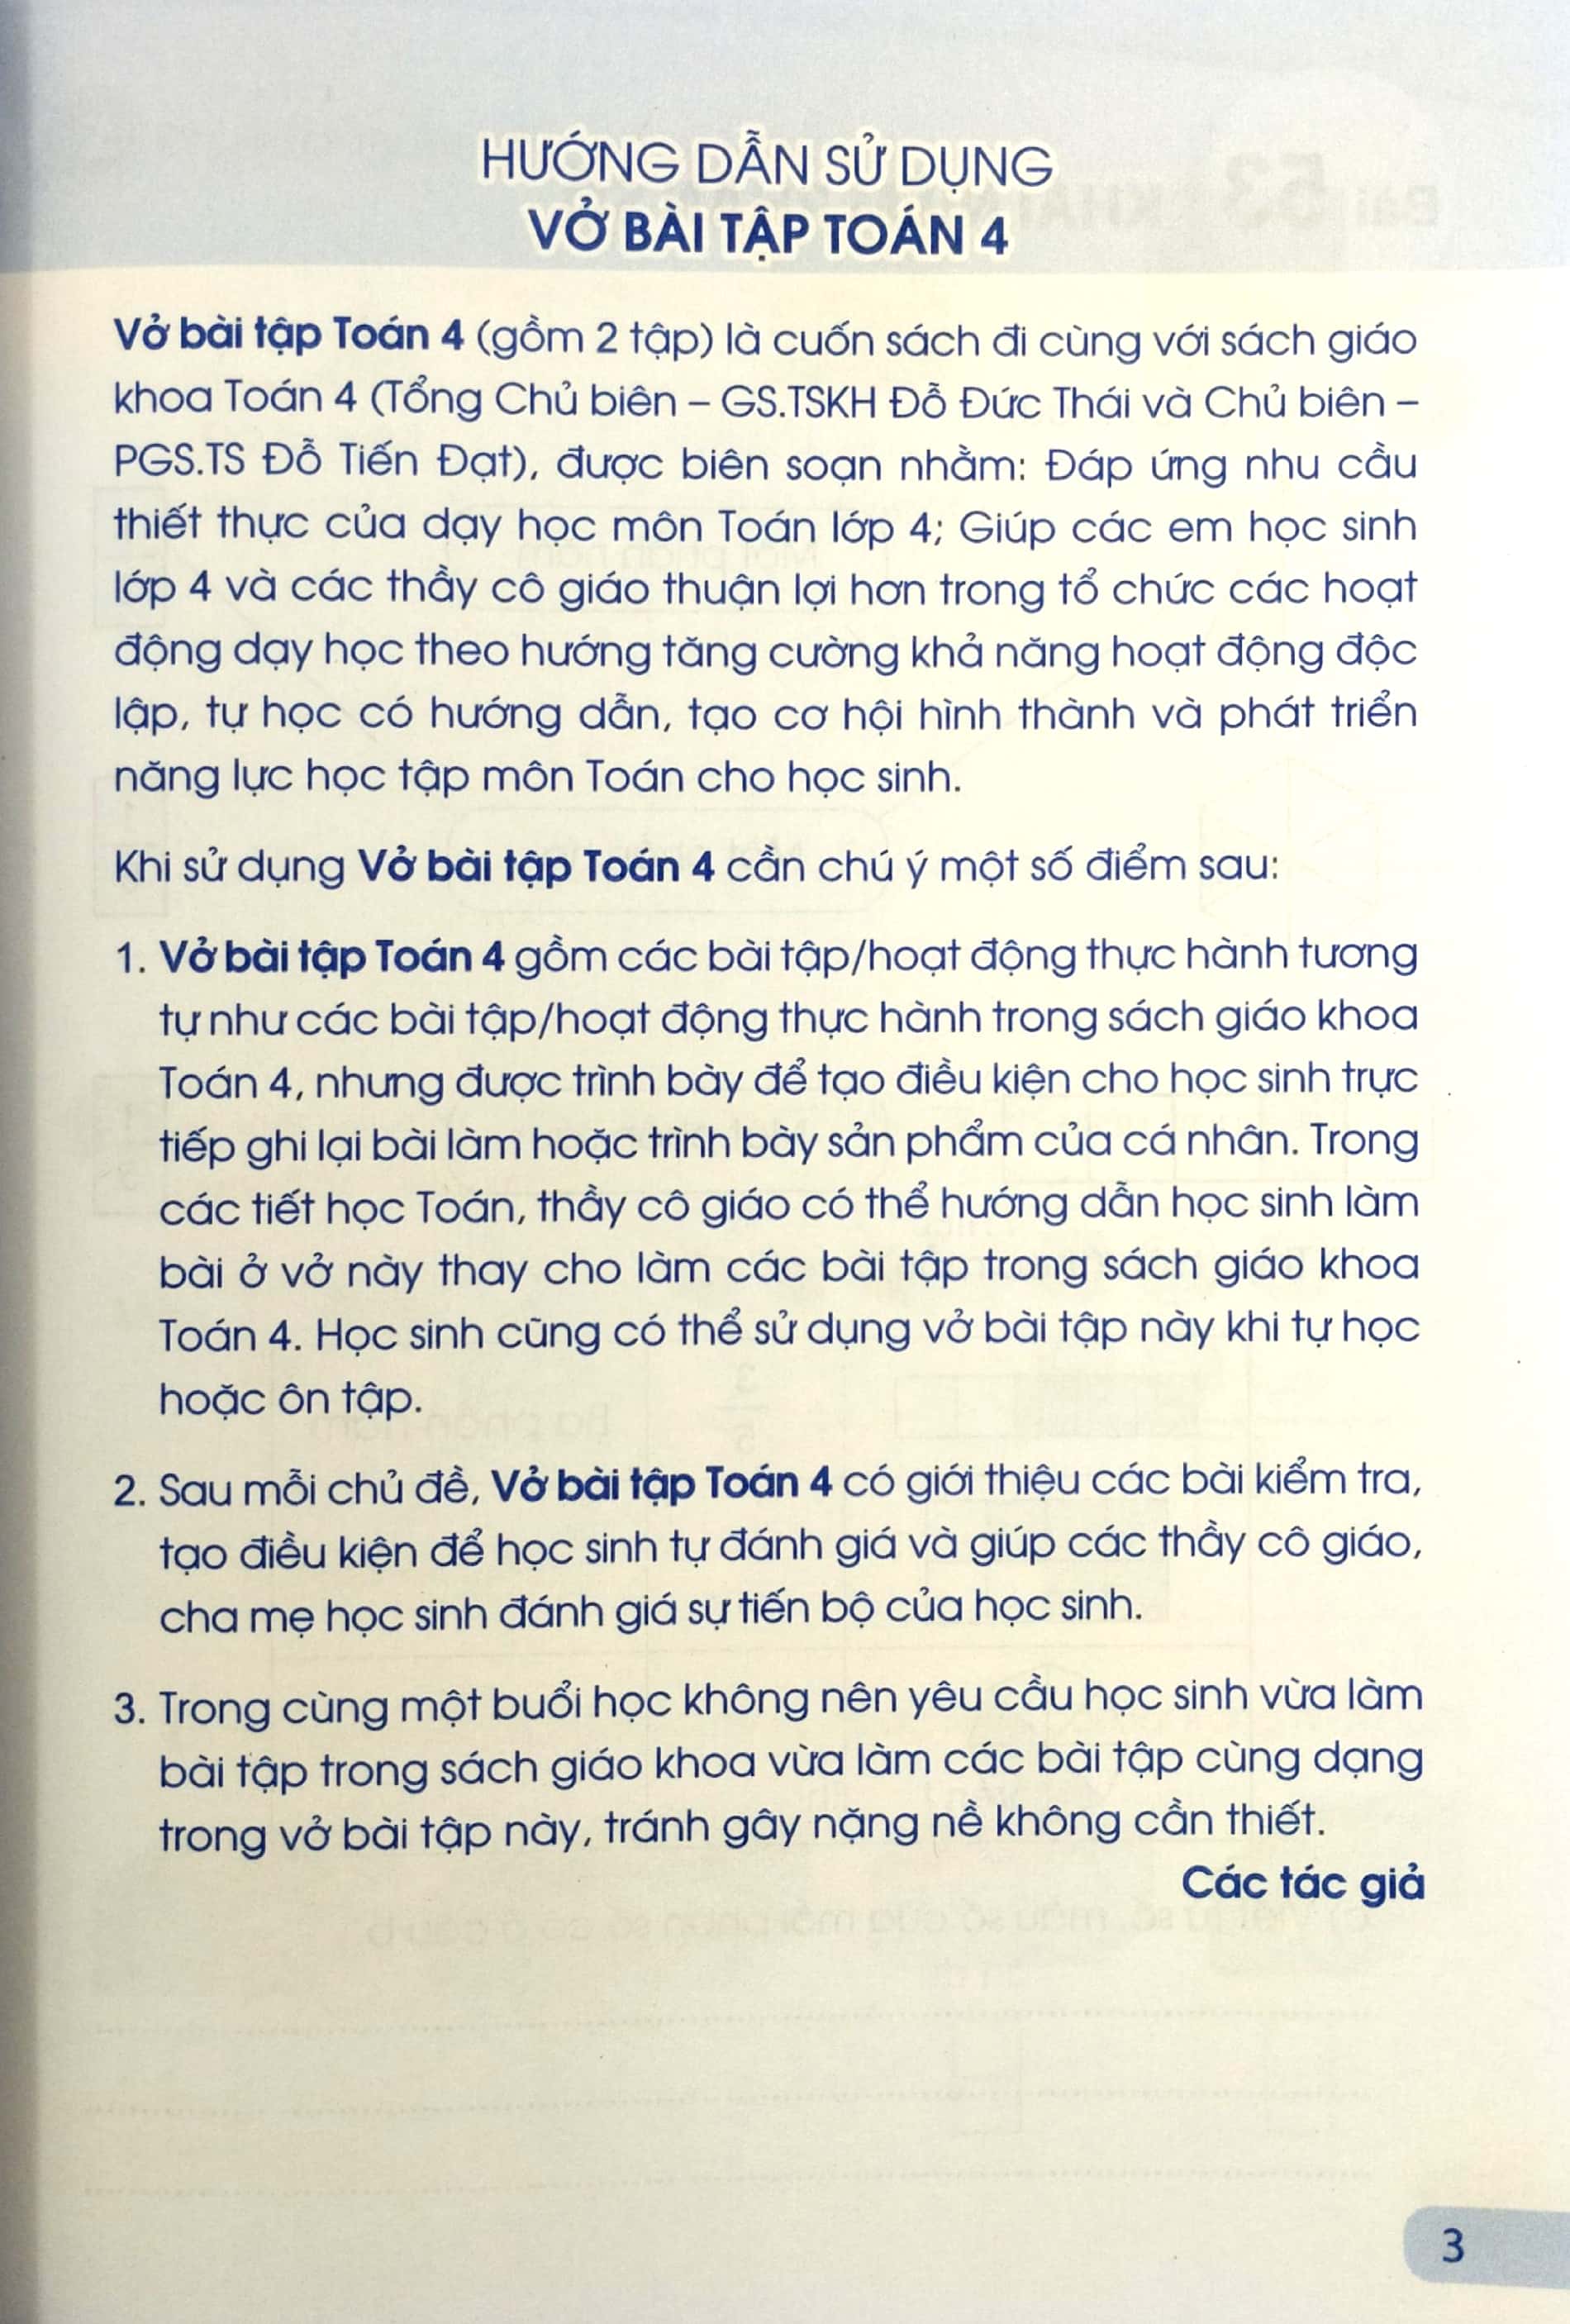 HƯỚNG DẪN SỬ DỤNG
VỞ BÀI TẬP TOÁN 4
Vở bài tập Toán 4 (gồm 2 tập) là cuốn sách đi cùng với sách giáo
khoa Toán 4 (Tổng Chủ biên – GS.TSKH Đỗ Đức Thái và Chủ biên –
PGS.TS Đỗ Tiến Đạt), được biên soạn nhằm: Đáp ứng nhu cầu
thiết thực của dạy học môn Toán lớp 4; Giúp các em học sinh
lớp 4 và các thầy cô giáo thuận lợi hơn trong tổ chức các hoạt
động dạy học theo hướng tăng cường khả năng hoạt động độc
lập, tự học có hướng dẫn, tạo cơ hội hình thành và phát triển
năng lực học tập môn Toán cho học sinh.
Khi sử dụng Vở bài tập Toán 4 cần chú ý một số điểm sau:
1. Vở bài tập Toán 4 gồm các bài tập/hoạt động thực hành tương
tự như các bài tập/hoạt động thực hành trong sách giáo khoa
Toán 4, nhưng được trình bày để tạo điều kiện cho học sinh trực
tiếp ghi lại bài làm hoặc trình bày sản phẩm của cá nhân. Trong
các tiết học Toán, thầy cô giáo có thể hướng dẫn học sinh làm
bài ở vở này thay cho làm các bài tập trong sách giáo khoa
Toán 4. Học sinh cũng có thể sử dụng vở bài tập này khi tự học
hoặc ôn tập.
2. Sau mỗi chủ đề, Vở bài tập Toán 4 có giới thiệu các bài kiểm tra,
tạo điều kiện để học sinh tự đánh giá và giúp các thầy cô giáo,
cha mẹ học sinh đánh giá sự tiến bộ của học sinh.
3. Trong cùng một buổi học không nên yêu cầu học sinh vừa làm
bài tập trong sách giáo khoa vừa làm các bài tập cùng dạng
trong vở bài tập này, tránh gây nặng nề không cần thiết.
Các tác giả
3